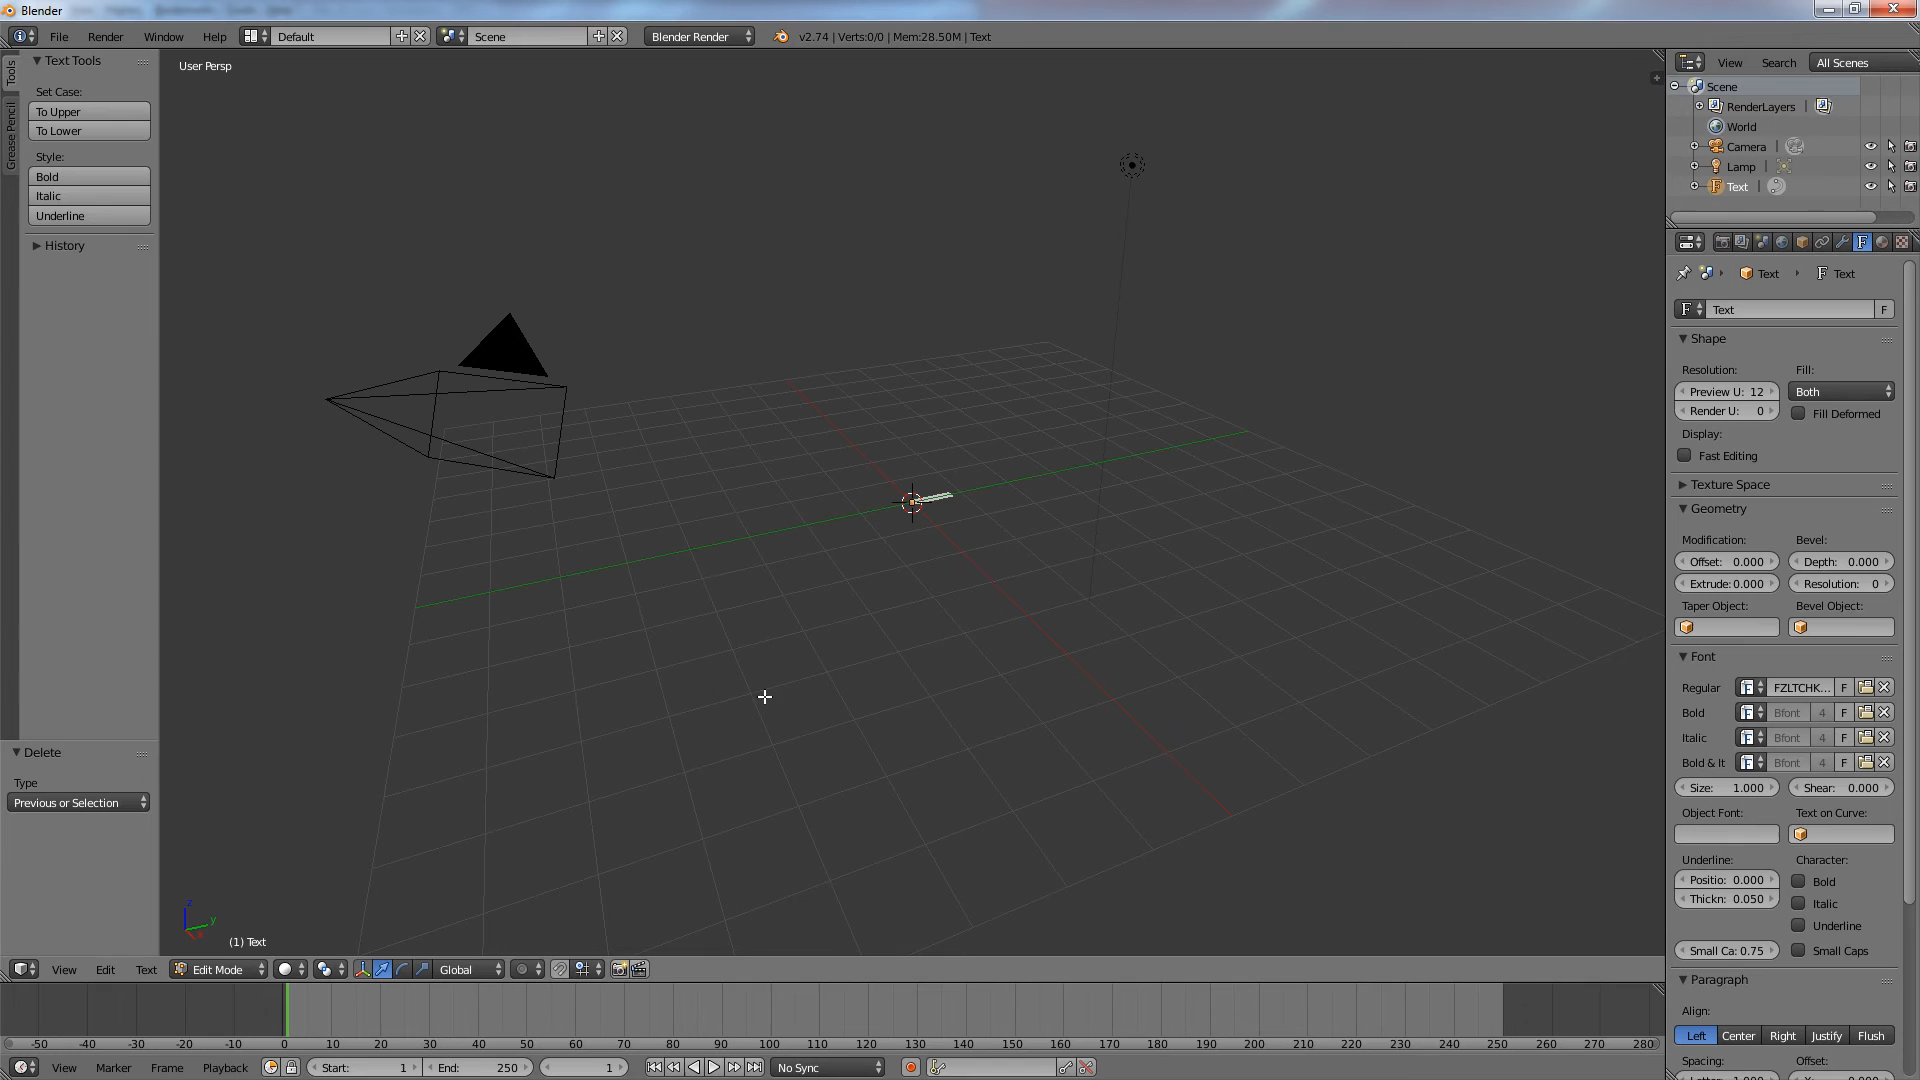 Blender
File Render Window Help Default Scene Blender Render v2.74 | Verts:0/0 | Mem:28.50M | Text
Tools
Grease Pencil
Text Tools
Set Case:
To Upper
To Lower
Style:
Bold
Italic
Underline
History
Delete
Type
Previous or Selection
User Persp
z
y
x
(1) Text
View Search All Scenes
Scene
RenderLayers |
World
Camera |
Lamp |
Text |
Text Text
F Text F
Shape
Resolution: Fill:
Preview U: 12 Both
Render U: 0 Fill Deformed
Display:
Fast Editing
Texture Space
Geometry
Modification: Bevel:
Offset: 0.000 Depth: 0.000
Extrude: 0.000 Resolution: 0
Taper Object: Bevel Object:
Font
Regular FZLTCHK... F
Bold Bfont 4 F
Italic Bfont 4 F
Bold & It Bfont 4 F
Size: 1.000 Shear: 0.000
Object Font: Text on Curve:
Underline: Character:
Positio: 0.000 Bold
Thickn: 0.050 Italic
Underline
Small Ca: 0.75 Small Caps
Paragraph
Align:
Left Center Right Justify Flush
Spacing: Offset:
View Edit Text Edit Mode Global
-50 -40 -30 -20 -10 0 10 20 30 40 50 60 70 80 90 100 110 120 130 140 150 160 170 180 190 200 210 220 230 240 250 260 270 280
View Marker Frame Playback Start: 1 End: 250 1 No Sync